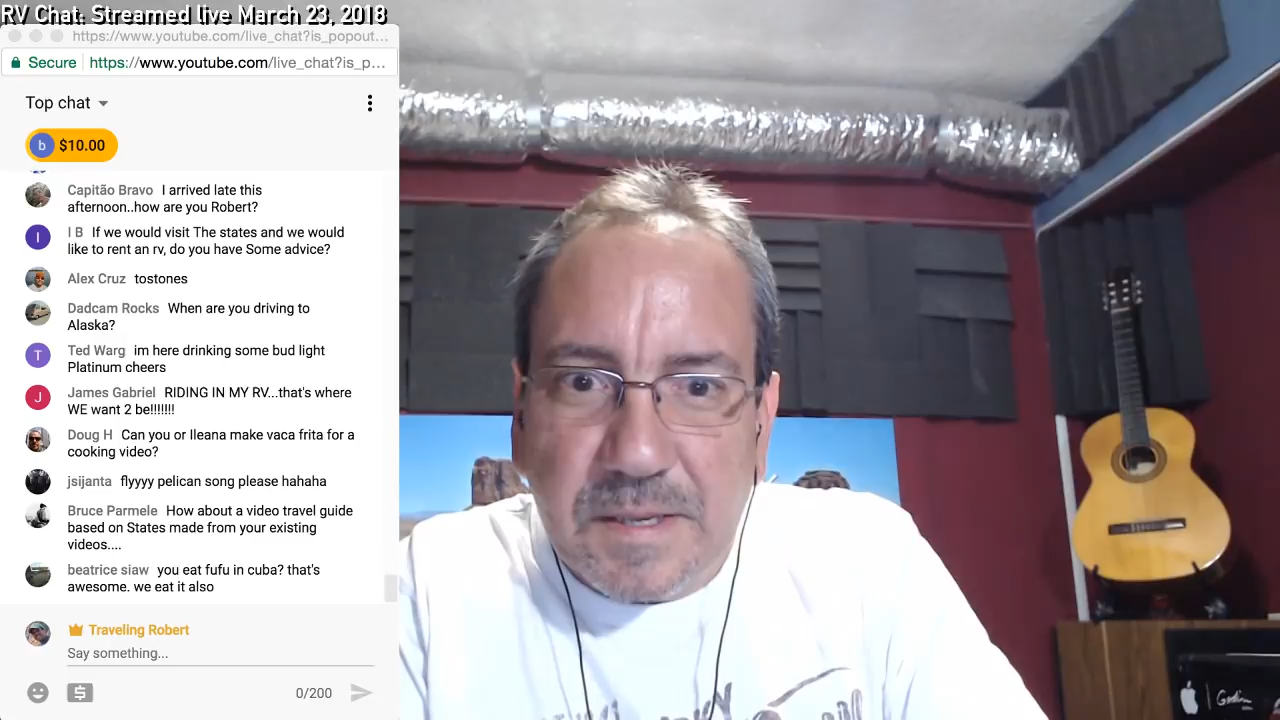 RV Chat. Streamed live March 23, 2018
https://www.youtube.com/live_chat?is_popout...
Secure https://www.youtube.com/live_chat?is_p...
Top chat
b $10.00
Capitão Bravo I arrived late this
afternoon..how are you Robert?
I I B If we would visit The states and we would
like to rent an rv, do you have Some advice?
Alex Cruz tostones
Dadcam Rocks When are you driving to
Alaska?
T Ted Warg im here drinking some bud light
Platinum cheers
J James Gabriel RIDING IN MY RV...that's where
WE want 2 be!!!!!!!
Doug H Can you or Ileana make vaca frita for a
cooking video?
jsijanta flyyyy pelican song please hahaha
Bruce Parmele How about a video travel guide
based on States made from your existing
videos....
beatrice siaw you eat fufu in cuba? that's
awesome. we eat it also
Traveling Robert
Say something...
0/200
Godin